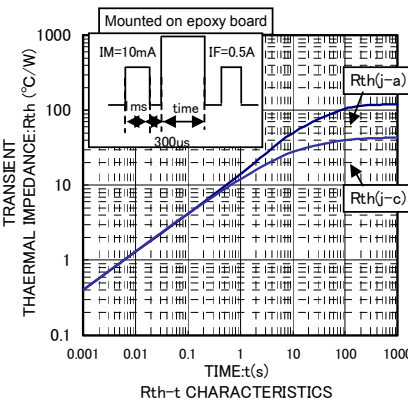 Mounted on epoxy board
1000
IM=10mA IF=0.5A
1ms time
300us
100
10
1
0.1
Rth(j-a)
Rth(j-c)
TRANSIENT
THAERMAL IMPEDANCE:Rth (℃/W)
0.001 0.01 0.1 1 10 100 1000
TIME:t(s)
Rth-t CHARACTERISTICS